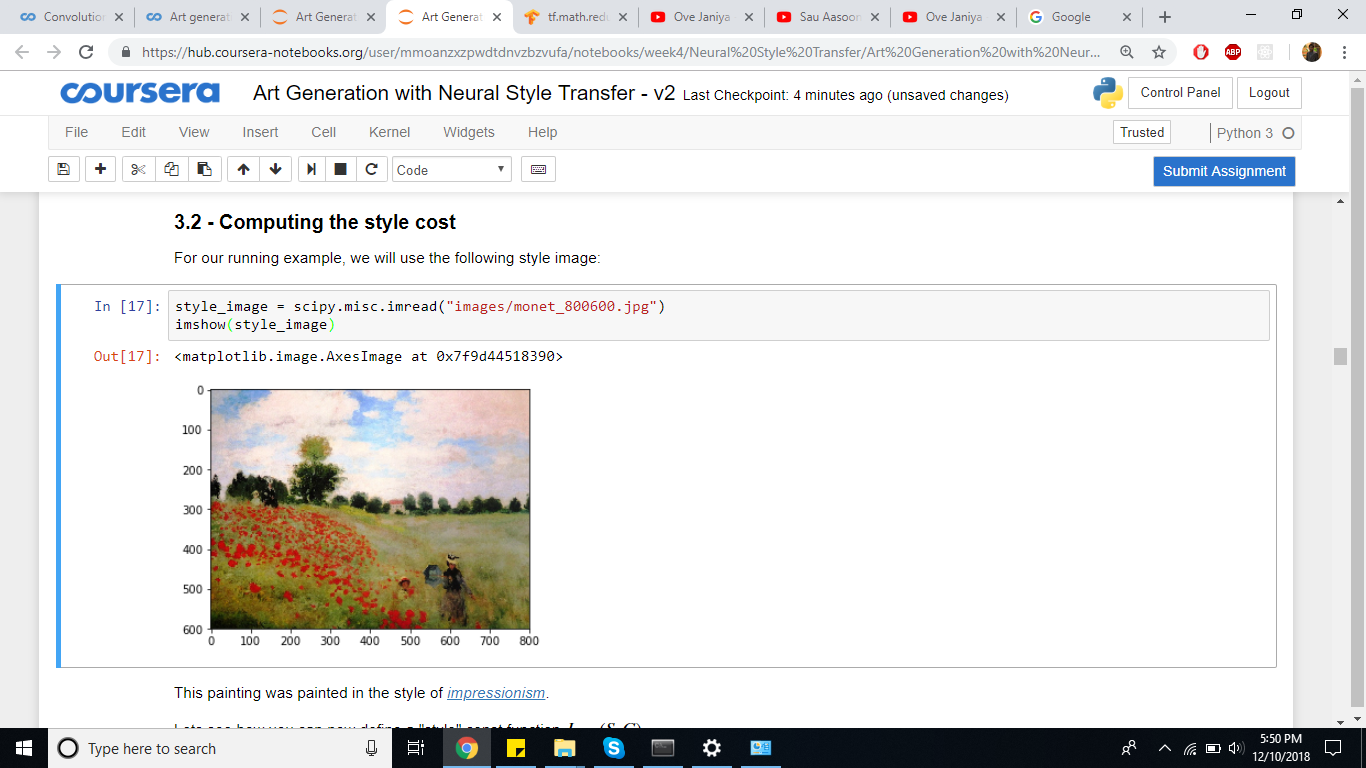 Convolution
Art generat
Art Generat
Art Generat
tf.math.redu
Ove Janiya
Sau Aasoon
Ove Janiya
Google
https://hub.coursera-notebooks.org/user/mmoanzxzpwdtdnvzbzvufa/notebooks/week4/Neural%20Style%20Transfer/Art%20Generation%20with%20Neur...
ABP
coursera Art Generation with Neural Style Transfer - v2 Last Checkpoint: 4 minutes ago (unsaved changes) Control Panel Logout
File Edit View Insert Cell Kernel Widgets Help Trusted Python 3
Code Submit Assignment
3.2 - Computing the style cost
For our running example, we will use the following style image:
In [17]: style_image = scipy.misc.imread("images/monet_800600.jpg")
imshow(style_image)
Out[17]: <matplotlib.image.AxesImage at 0x7f9d44518390>
0
100
200
300
400
500
600
0 100 200 300 400 500 600 700 800
This painting was painted in the style of impressionism.
Type here to search
5:50 PM
12/10/2018